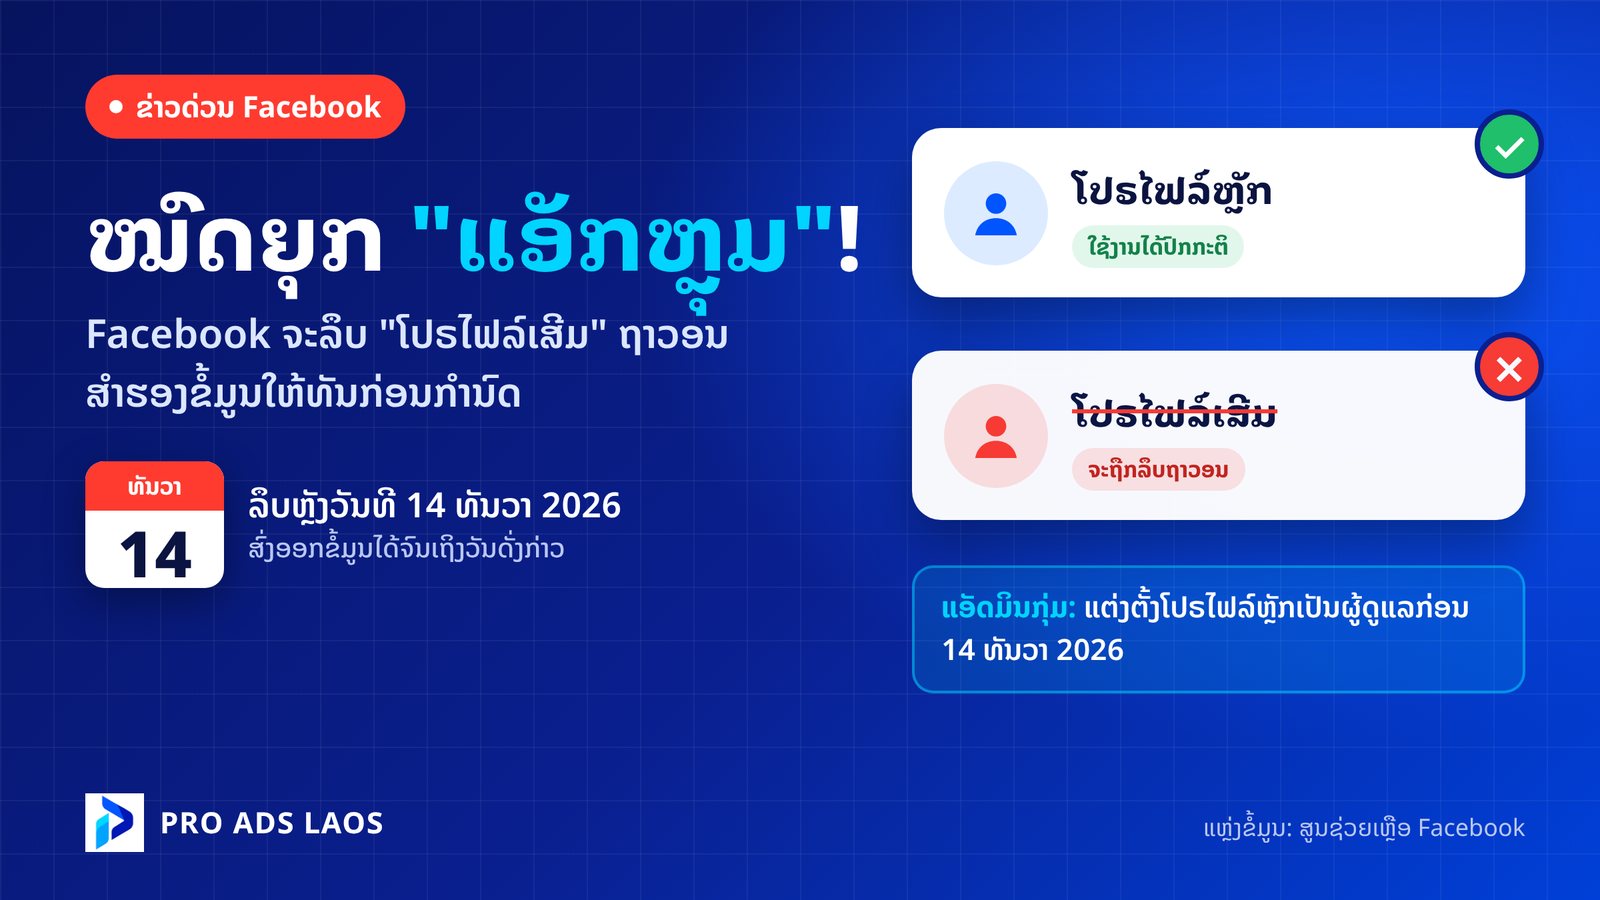 ຂ່າວດ່ວນ Facebook
ໝົດຍຸກ "ແອັກຫຼຸມ"!
Facebook ຈະລຶບ "ໂປຣໄຟລ໌ເສີມ" ຖາວອນ
ສຳຮອງຂໍ້ມູນໃຫ້ທັນກ່ອນກຳນົດ
ທັນວາ
14
ລຶບຫຼັງວັນທີ 14 ທັນວາ 2026
ສົ່ງອອກຂໍ້ມູນໄດ້ຈົນເຖິງວັນດັ່ງກ່າວ
ໂປຣໄຟລ໌ຫຼັກ
ໃຊ້ງານໄດ້ປົກກະຕິ
ໂປຣໄຟລ໌ເສີມ
ຈະຖືກລຶບຖາວອນ
ແອັດມິນກຸ່ມ: ແຕ່ງຕັ້ງໂປຣໄຟລ໌ຫຼັກເປັນຜູ້ດູແລກ່ອນ
14 ທັນວາ 2026
PRO ADS LAOS
ແຫຼ່ງຂໍ້ມູນ: ສູນຊ່ວຍເຫຼືອ Facebook